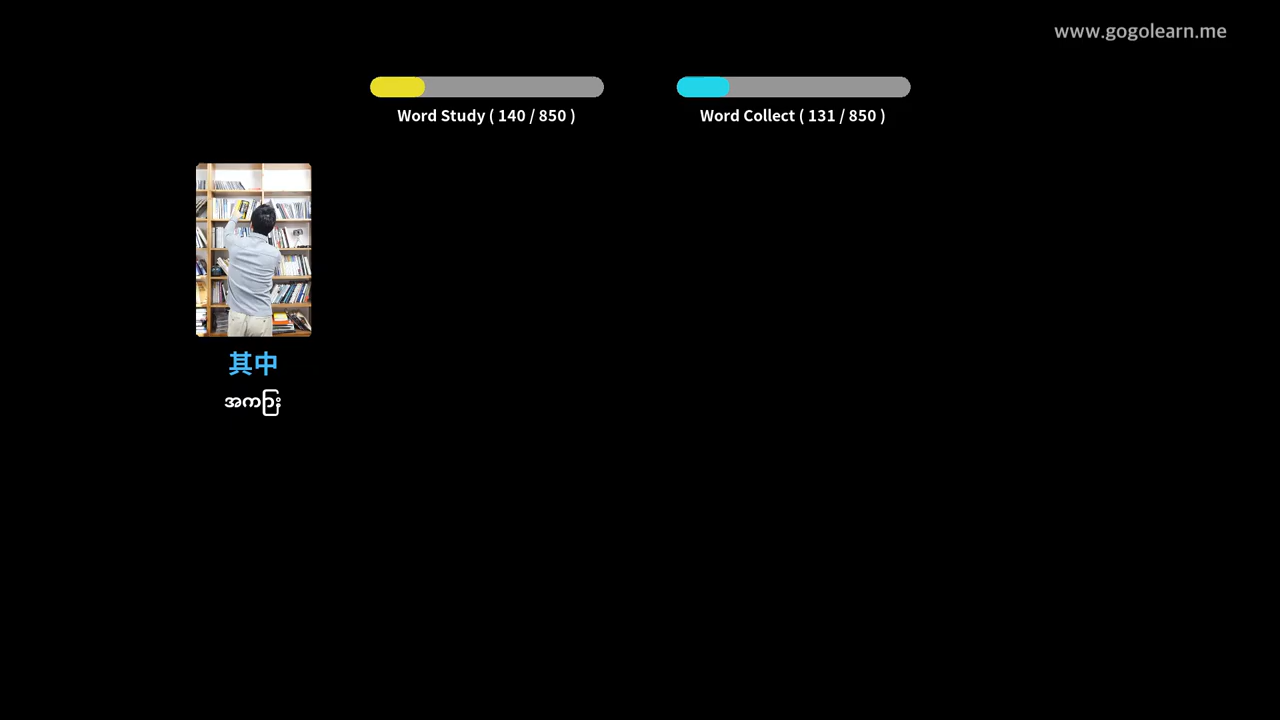 www.gogolearn.me
Word Study ( 140 / 850 )
Word Collect ( 131 / 850 )
其中
အကြား